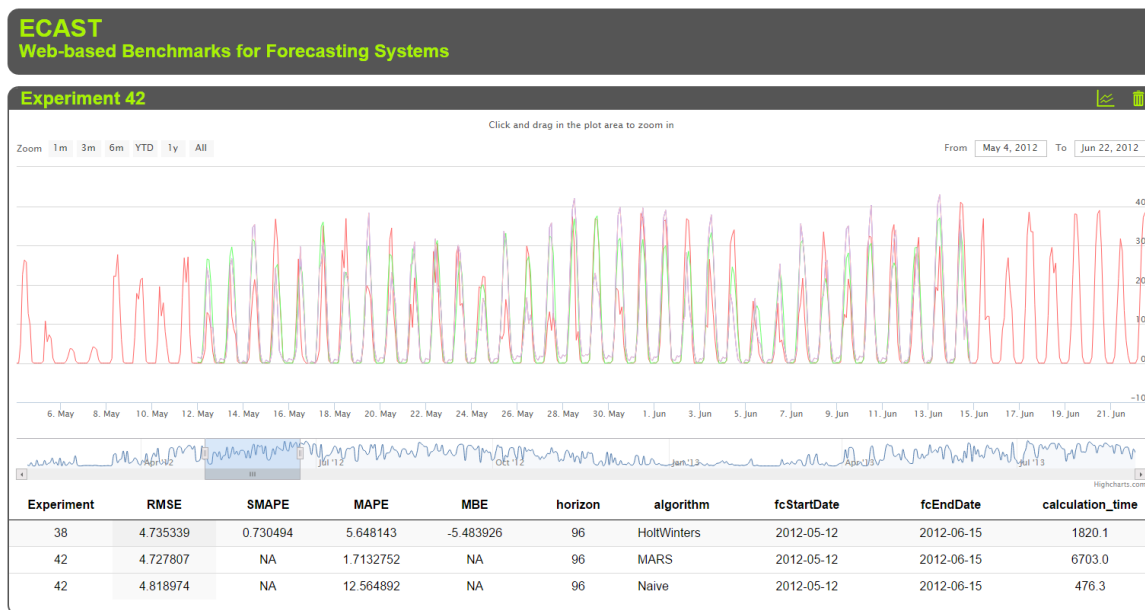 ECAST
Web-based Benchmarks for Forecasting Systems
Experiment 42
Click and drag in the plot area to zoom in
Zoom 1m 3m 6m YTD 1y All From May 4, 2012 To Jun 22, 2012
40
30
20
10
0
-10
6. May 8. May 10. May 12. May 14. May 16. May 18. May 20. May 22. May 24. May 26. May 28. May 30. May 1. Jun 3. Jun 5. Jun 7. Jun 9. Jun 11. Jun 13. Jun 15. Jun 17. Jun 19. Jun 21. Jun
Apr '12 Jul '12 Oct '12 Jan '13 Apr '13 Jul '13
Highcharts.com
Experiment RMSE SMAPE MAPE MBE horizon algorithm fcStartDate fcEndDate calculation_time
38 4.735339 0.730494 5.648143 -5.483926 96 HoltWinters 2012-05-12 2012-06-15 1820.1
42 4.727807 NA 1.7132752 NA 96 MARS 2012-05-12 2012-06-15 6703.0
42 4.818974 NA 12.564892 NA 96 Naive 2012-05-12 2012-06-15 476.3